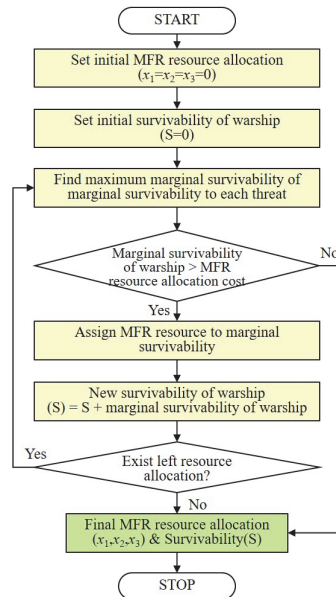 START
Set initial MFR resource allocation
(x₁=x₂=x₃=0)
Set initial survivability of warship
(S=0)
Find maximum marginal survivability of
marginal survivability to each threat
Marginal survivability
of warship > MFR
resource allocation cost
No
Yes
Assign MFR resource to marginal
survivability
New survivability of warship
(S) = S + marginal survivability of warship
Yes
Exist left resource
allocation?
No
Final MFR resource allocation
(x₁,x₂,x₃) & Survivability(S)
STOP